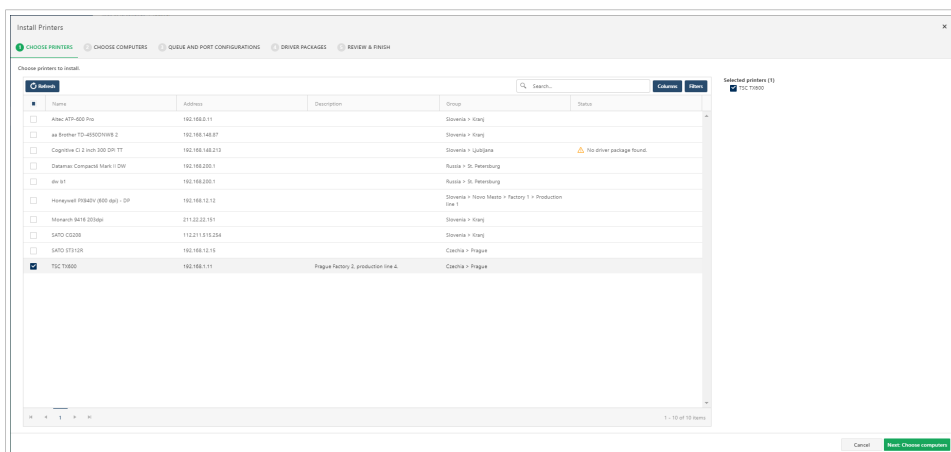 Install Printers
1 CHOOSE PRINTERS 2 CHOOSE COMPUTERS 3 QUEUE AND PORT CONFIGURATIONS 4 DRIVER PACKAGES 5 REVIEW & FINISH
Choose printers to install.
Refresh Search... Columns Filters
Name Address Description Group Status
Aitec ATP-600 Pro 192.168.0.11 Slovenia > Kranj
aa Brother TD-4550DNWB 2 192.168.148.87 Slovenia > Kranj
Cognitive Ci 2 inch 300 DPI TT 192.168.148.213 Slovenia > Ljubljana No driver package found.
Datamax Compact4 Mark II DW 192.168.200.1 Russia > St. Petersburg
dw b1 192.168.200.1 Russia > St. Petersburg
Honeywell PX940V (600 dpi) - DP 192.168.12.12 Slovenia > Novo Mesto > Factory 1 > Production
line 1
Monarch 9416 203dpi 211.22.22.151 Slovenia > Kranj
SATO CG208 Slovenia > Kranj
SATO ST312R 192.168.12.15 Czechia > Prague
TSC TX600 192.168.1.11 Prague Factory 2, production line 4. Czechia > Prague
1
1 - 10 of 10 items
Selected printers (1)
TSC TX600
Cancel Next: Choose computers